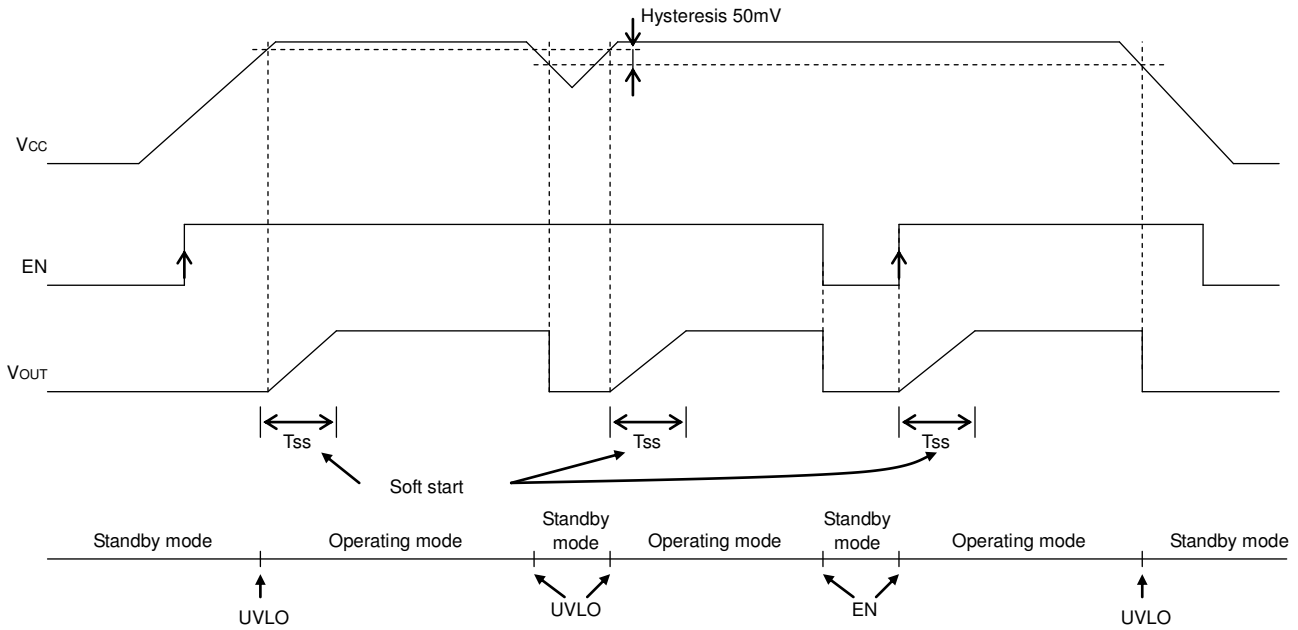 Hysteresis 50mV
VCC
EN
VOUT
Tss
Tss
Tss
Soft start
Standby mode
Operating mode
Standby
mode
Operating mode
Standby
mode
Operating mode
Standby mode
UVLO
UVLO
EN
UVLO